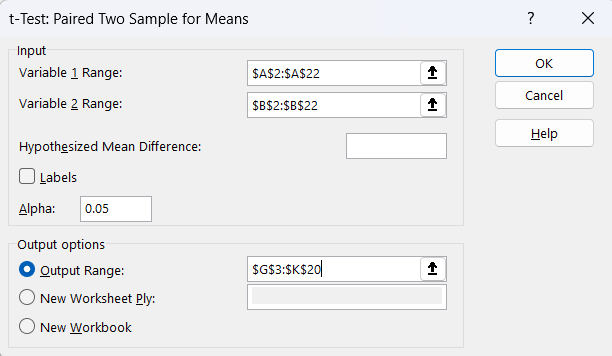 t-Test: Paired Two Sample for Means ?
Input
Variable 1 Range: $A$2:$A$22
Variable 2 Range: $B$2:$B$22
Hypothesized Mean Difference:
Labels
Alpha: 0.05
OK
Cancel
Help
Output options
Output Range: $G$3:$K$20
New Worksheet Ply:
New Workbook